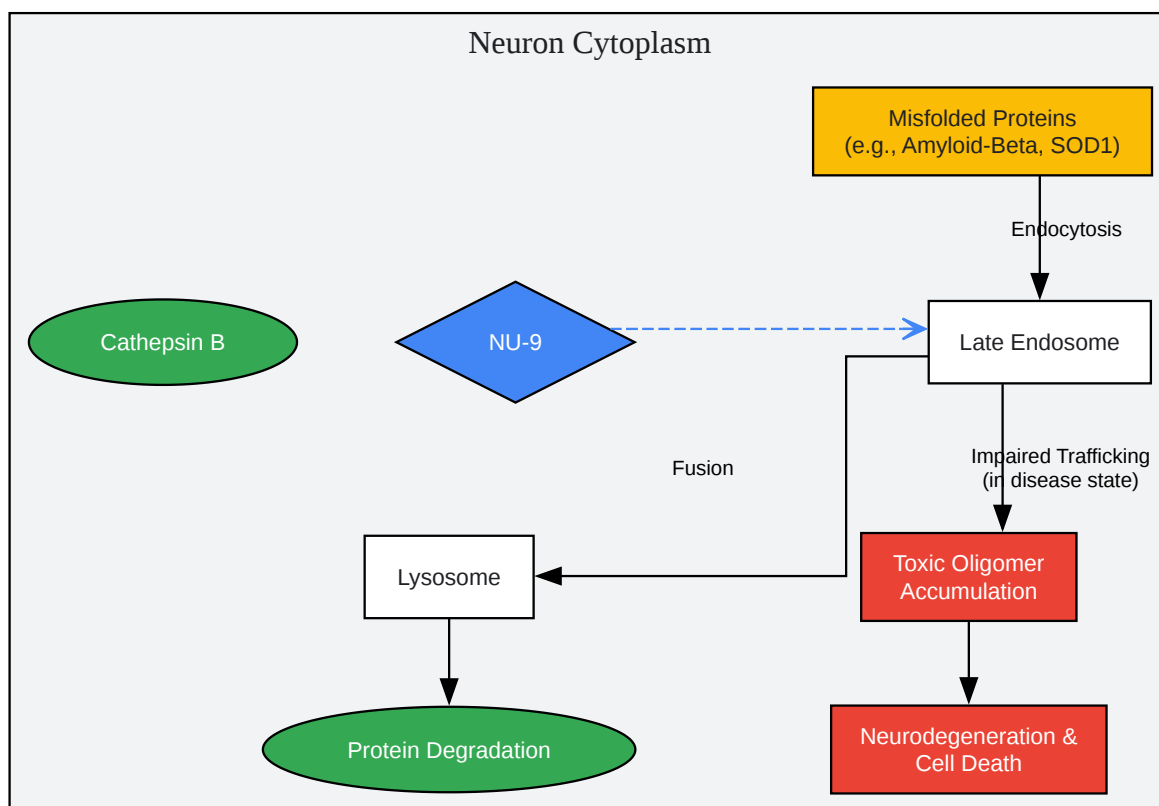 Neuron Cytoplasm
Misfolded Proteins
(e.g., Amyloid-Beta, SOD1)
Endocytosis
Cathepsin B
NU-9
Late Endosome
Fusion
Impaired Trafficking
(in disease state)
Lysosome
Toxic Oligomer
Accumulation
Protein Degradation
Neurodegeneration &
Cell Death